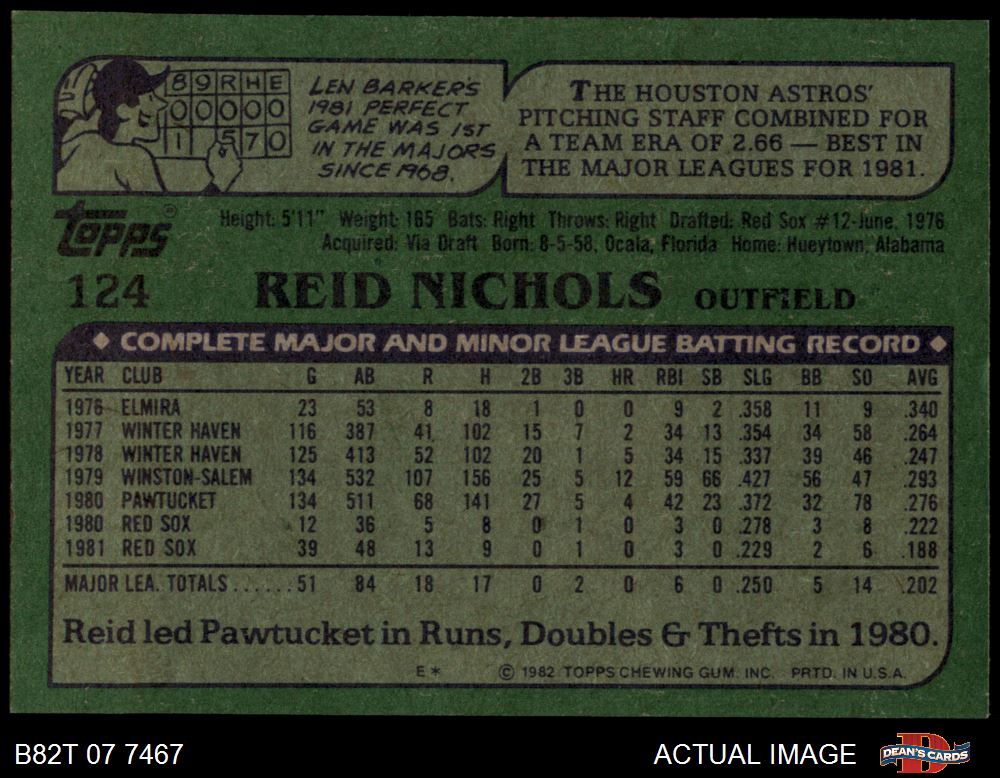 8 9 R H E
0 0 0 0 0
1 5 7 0
LEN BARKER'S
1981 PERFECT
GAME WAS 1ST
IN THE MAJORS
SINCE 1968.
THE HOUSTON ASTROS'
PITCHING STAFF COMBINED FOR
A TEAM ERA OF 2.66 — BEST IN
THE MAJOR LEAGUES FOR 1981.
Topps®
Height: 5'11" Weight: 165 Bats: Right Throws: Right Drafted: Red Sox #12-June, 1976
Acquired: Via Draft Born: 8-5-58, Ocala, Florida Home: Hueytown, Alabama
124 REID NICHOLS OUTFIELD
◆ COMPLETE MAJOR AND MINOR LEAGUE BATTING RECORD ◆
YEAR CLUB G AB R H 2B 3B HR RBI SB SLG BB SO AVG
1976 ELMIRA 23 53 8 18 1 0 0 9 2 .358 11 9 .340
1977 WINTER HAVEN 116 387 41 102 15 7 2 34 13 .354 34 58 .264
1978 WINTER HAVEN 125 413 52 102 20 1 5 34 15 .337 39 46 .247
1979 WINSTON-SALEM 134 532 107 156 25 5 12 59 66 .427 56 47 .293
1980 PAWTUCKET 134 511 68 141 27 5 4 42 23 .372 32 78 .276
1980 RED SOX 12 36 5 8 0 1 0 3 0 .278 3 8 .222
1981 RED SOX 39 48 13 9 0 1 0 3 0 .229 2 6 .188
MAJOR LEA. TOTALS ...... 51 84 18 17 0 2 0 6 0 .250 5 14 .202
Reid led Pawtucket in Runs, Doubles & Thefts in 1980.
E* © 1982 TOPPS CHEWING GUM, INC. PRTD. IN U.S.A.
B82T 07 7467 ACTUAL IMAGE DEAN'S CARDS